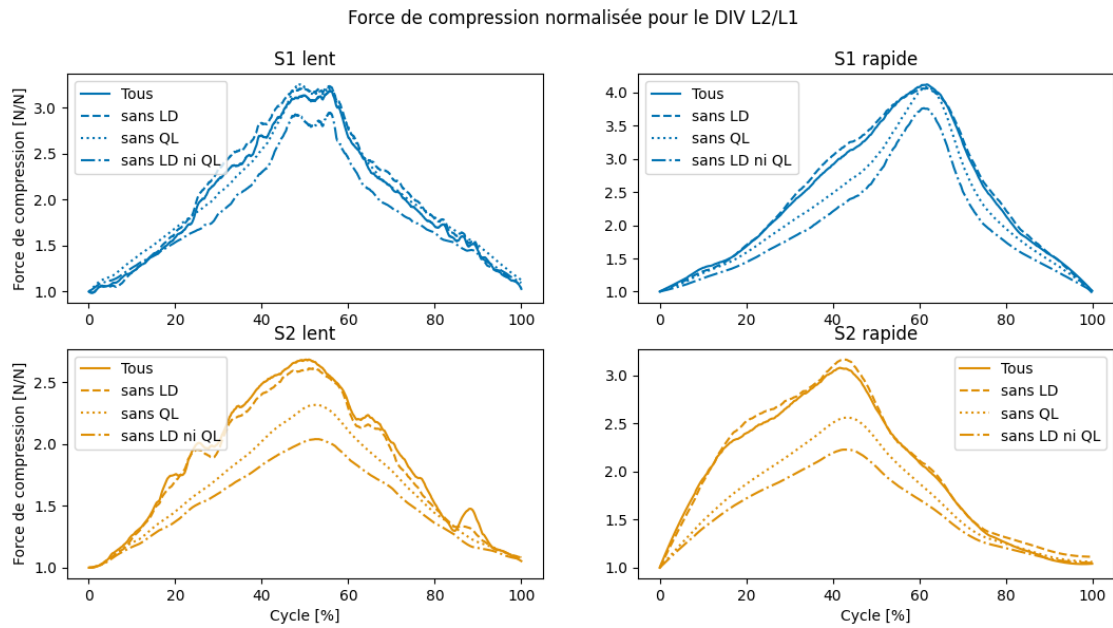 Force de compression normalisée pour le DIV L2/L1
S1 lent
Force de compression [N/N]
3.0
2.5
2.0
1.5
1.0
Tous
sans LD
sans QL
sans LD ni QL
0 20 40 60 80 100
S1 rapide
4.0
3.5
3.0
2.5
2.0
1.5
1.0
Tous
sans LD
sans QL
sans LD ni QL
0 20 40 60 80 100
S2 lent
Force de compression [N/N]
2.5
2.0
1.5
1.0
Tous
sans LD
sans QL
sans LD ni QL
0 20 40 60 80 100
Cycle [%]
S2 rapide
3.0
2.5
2.0
1.5
1.0
Tous
sans LD
sans QL
sans LD ni QL
0 20 40 60 80 100
Cycle [%]